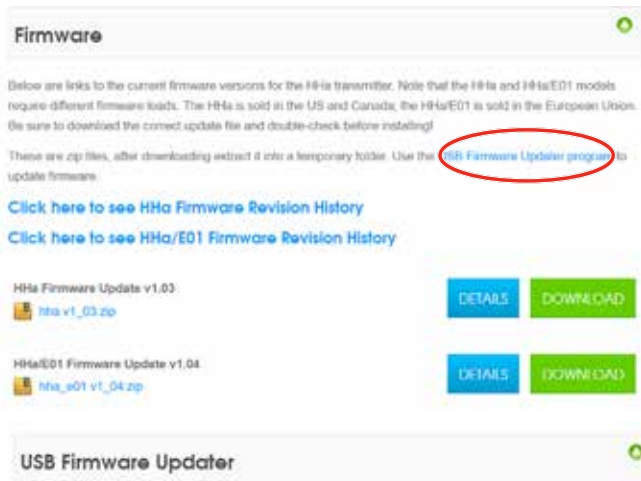 Firmware
Below are links to the current firmware versions for the HHa transmitter. Note that the HHa and HHa/E01 models
require different firmware loads. The HHa is sold in the US and Canada; the HHa/E01 is sold in the European Union.
Be sure to download the correct update file and double-check before installing!
These are zip files, after downloading extract it into a temporary folder. Use the USB Firmware Updater program to
update firmware.
Click here to see HHa Firmware Revision History
Click here to see HHa/E01 Firmware Revision History
HHa Firmware Update v1.03
hha v1_03.zip
DETAILS
DOWNLOAD
HHa/E01 Firmware Update v1.04
hha_e01 v1_04.zip
DETAILS
DOWNLOAD
USB Firmware Updater